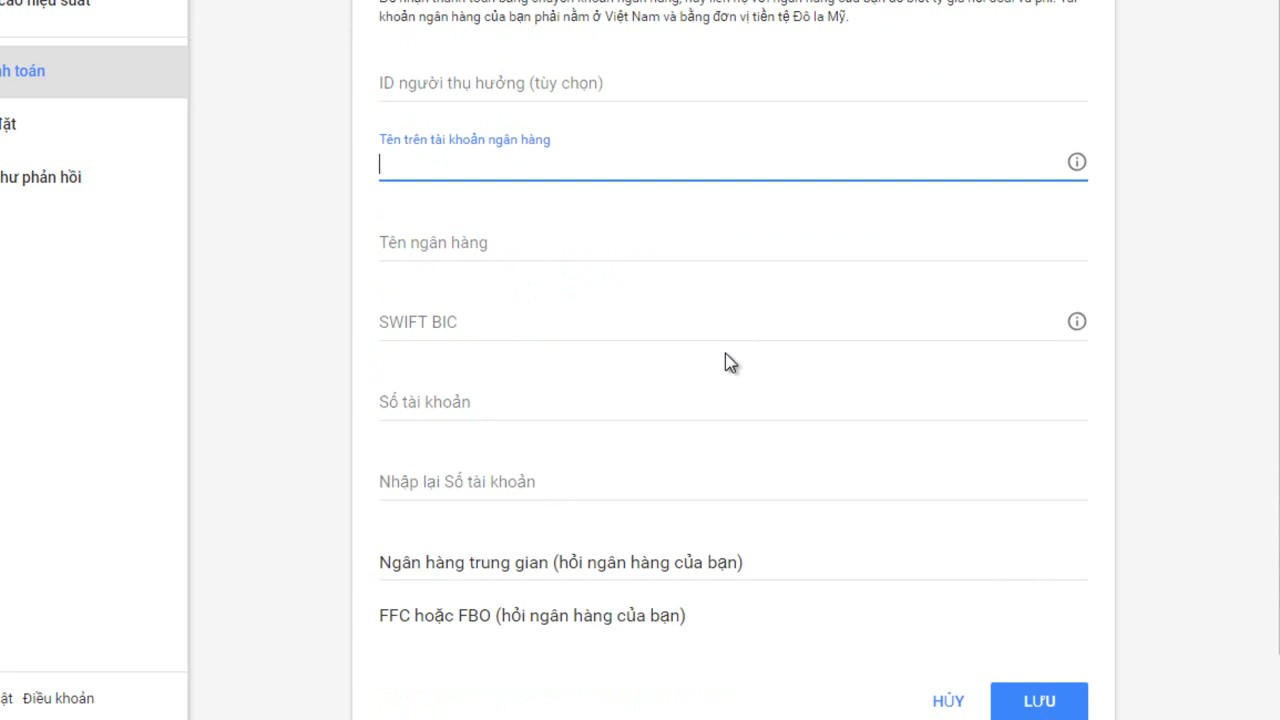 cáo hiệu suất
nh toán
đặt
hư phản hồi
ật Điều khoản
khoản ngân hàng của bạn phải nằm ở Việt Nam và bằng đơn vị tiền tệ Đô la Mỹ.
ID người thụ hưởng (tùy chọn)
Tên trên tài khoản ngân hàng
Tên ngân hàng
SWIFT BIC
Số tài khoản
Nhập lại Số tài khoản
Ngân hàng trung gian (hỏi ngân hàng của bạn)
FFC hoặc FBO (hỏi ngân hàng của bạn)
HỦY
LƯU